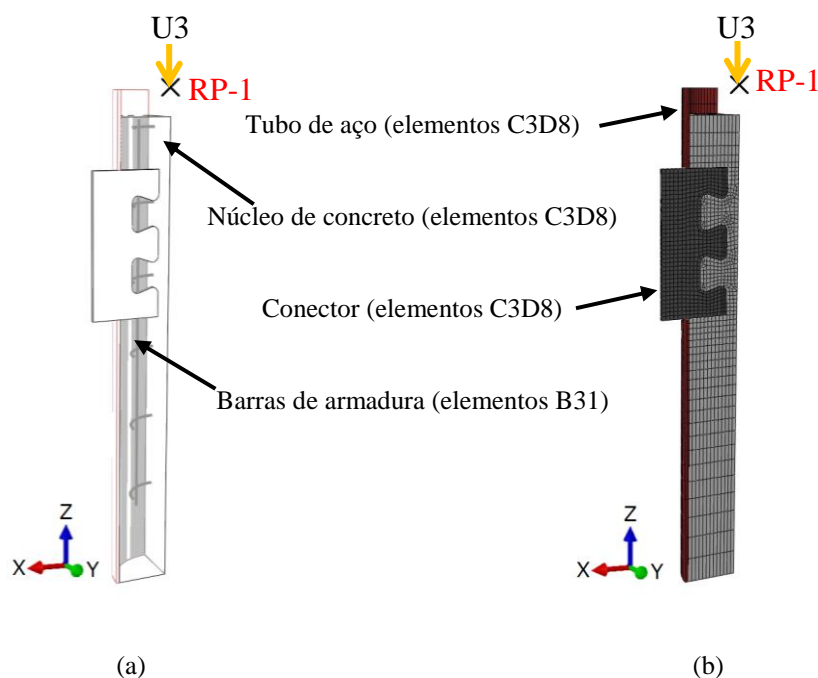 U3
RP-1
U3
RP-1
Tubo de aço (elementos C3D8)
Núcleo de concreto (elementos C3D8)
Conector (elementos C3D8)
Barras de armadura (elementos B31)
Z
X
Y
Z
X
Y
(a)
(b)